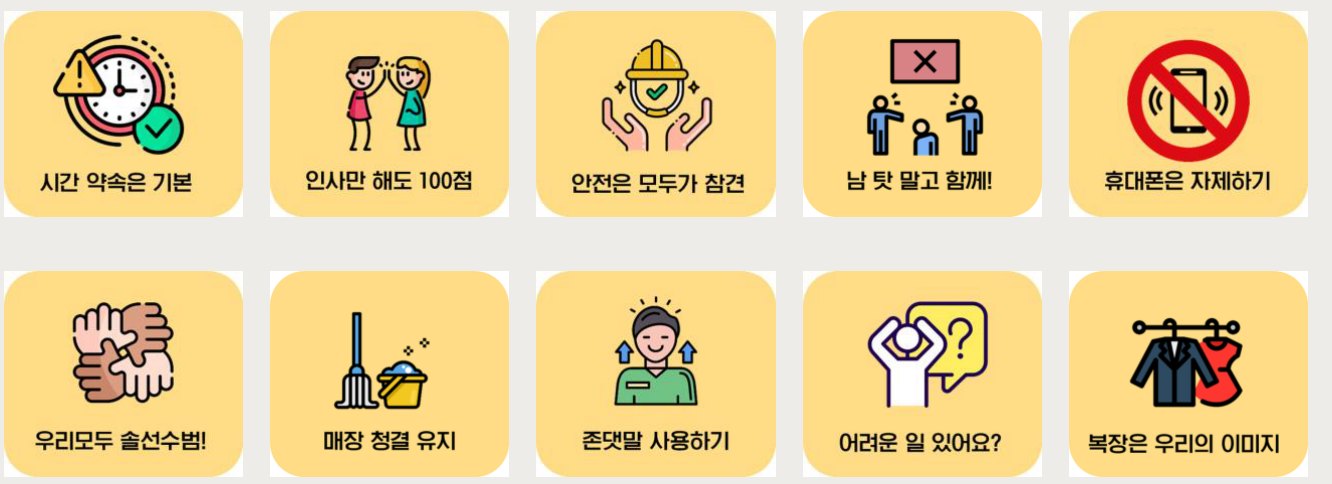 시간 약속은 기본
인사만 해도 100점
안전은 모두가 참견
남 탓 말고 함께!
휴대폰은 자제하기
우리모두 솔선수범!
매장 청결 유지
존댓말 사용하기
어려운 일 있어요?
복장은 우리의 이미지